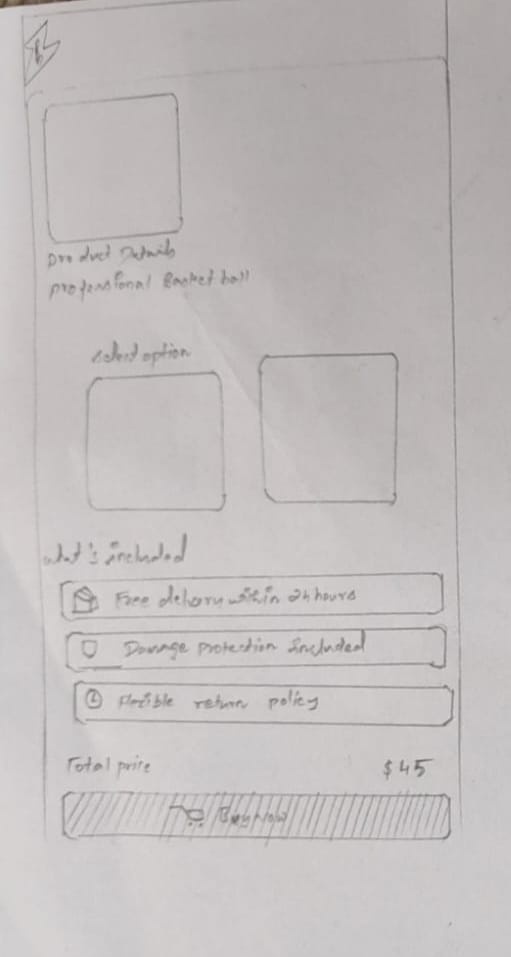 Product Details
professional Basket ball
select option
what's included
Free delivery within 24 hours
Damage protection included
Flexible return policy
Total price $45
Buy Now